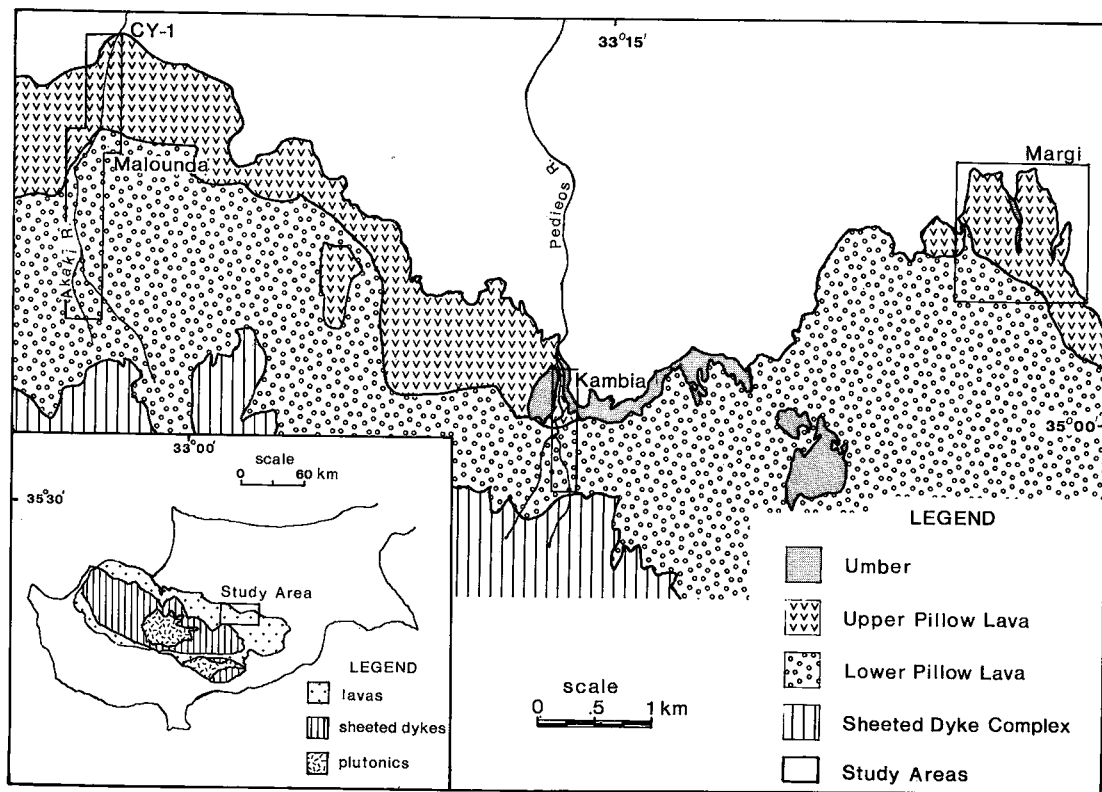 CY-1
33°15'
Malounda
Akaki R.
Pedieos R.
Margi
Kambia
35°00'
LEGEND
Umber
Upper Pillow Lava
Lower Pillow Lava
Sheeted Dyke Complex
Study Areas
scale
0 .5 1 km
33°00'
scale
0 60 km
35°30'
Study Area
LEGEND
lavas
sheeted dykes
plutonics